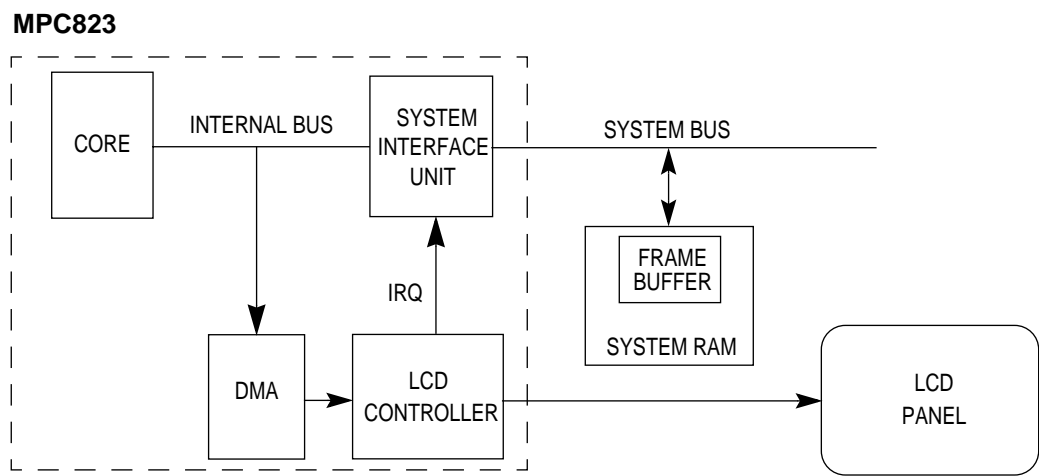 MPC823
CORE
INTERNAL BUS
SYSTEM
INTERFACE
UNIT
SYSTEM BUS
IRQ
FRAME
BUFFER
SYSTEM RAM
DMA
LCD
CONTROLLER
LCD
PANEL